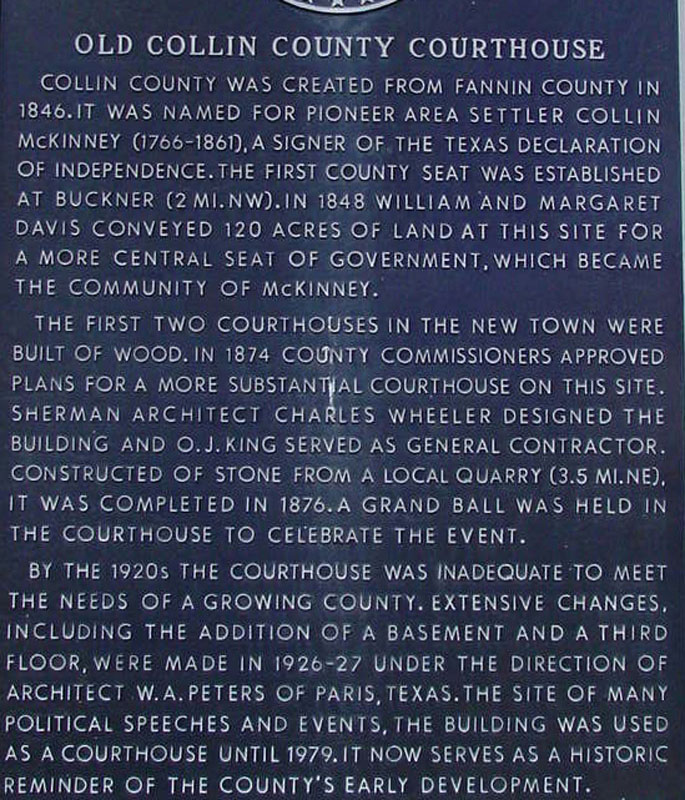 OLD COLLIN COUNTY COURTHOUSE
COLLIN COUNTY WAS CREATED FROM FANNIN COUNTY IN
1846. IT WAS NAMED FOR PIONEER AREA SETTLER COLLIN
McKINNEY (1766-1861), A SIGNER OF THE TEXAS DECLARATION
OF INDEPENDENCE. THE FIRST COUNTY SEAT WAS ESTABLISHED
AT BUCKNER (2 MI. NW). IN 1848 WILLIAM AND MARGARET
DAVIS CONVEYED 120 ACRES OF LAND AT THIS SITE FOR
A MORE CENTRAL SEAT OF GOVERNMENT, WHICH BECAME
THE COMMUNITY OF McKINNEY.
THE FIRST TWO COURTHOUSES IN THE NEW TOWN WERE
BUILT OF WOOD. IN 1874 COUNTY COMMISSIONERS APPROVED
PLANS FOR A MORE SUBSTANTIAL COURTHOUSE ON THIS SITE.
SHERMAN ARCHITECT CHARLES WHEELER DESIGNED THE
BUILDING AND O. J. KING SERVED AS GENERAL CONTRACTOR.
CONSTRUCTED OF STONE FROM A LOCAL QUARRY (3.5 MI. NE),
IT WAS COMPLETED IN 1876. A GRAND BALL WAS HELD IN
THE COURTHOUSE TO CELEBRATE THE EVENT.
BY THE 1920s THE COURTHOUSE WAS INADEQUATE TO MEET
THE NEEDS OF A GROWING COUNTY. EXTENSIVE CHANGES,
INCLUDING THE ADDITION OF A BASEMENT AND A THIRD
FLOOR, WERE MADE IN 1926-27 UNDER THE DIRECTION OF
ARCHITECT W. A. PETERS OF PARIS, TEXAS. THE SITE OF MANY
POLITICAL SPEECHES AND EVENTS, THE BUILDING WAS USED
AS A COURTHOUSE UNTIL 1979. IT NOW SERVES AS A HISTORIC
REMINDER OF THE COUNTY'S EARLY DEVELOPMENT.